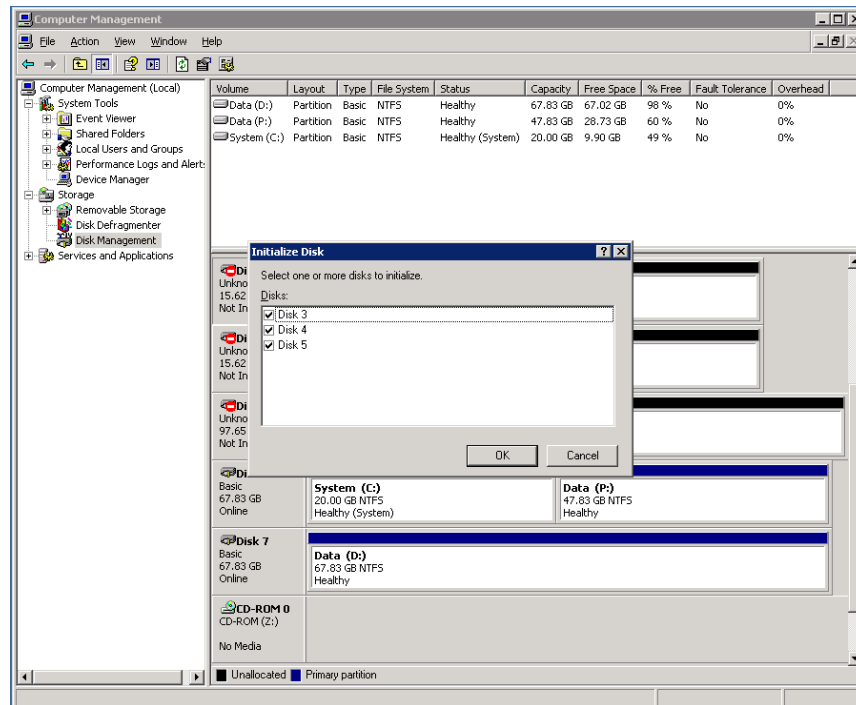 Computer Management
File Action View Window Help
Computer Management (Local)
System Tools
Event Viewer
Shared Folders
Local Users and Groups
Performance Logs and Alert:
Device Manager
Storage
Removable Storage
Disk Defragmenter
Disk Management
Services and Applications
Volume Layout Type File System Status Capacity Free Space % Free Fault Tolerance Overhead
Data (D:) Partition Basic NTFS Healthy 67.83 GB 67.02 GB 98 % No 0%
Data (P:) Partition Basic NTFS Healthy 47.83 GB 28.73 GB 60 % No 0%
System (C:) Partition Basic NTFS Healthy (System) 20.00 GB 9.90 GB 49 % No 0%
Initialize Disk
Select one or more disks to initialize.
Disks:
Disk 3
Disk 4
Disk 5
OK Cancel
Di
Unkno
15.62
Not In
Di
Unkno
15.62
Not In
Di
Unkno
97.65
Not In
Di
Basic
67.83 GB
Online
System (C:)
20.00 GB NTFS
Healthy (System)
Data (P:)
47.83 GB NTFS
Healthy
Disk 7
Basic
67.83 GB
Online
Data (D:)
67.83 GB NTFS
Healthy
CD-ROM 0
CD-ROM (Z:)
No Media
Unallocated Primary partition